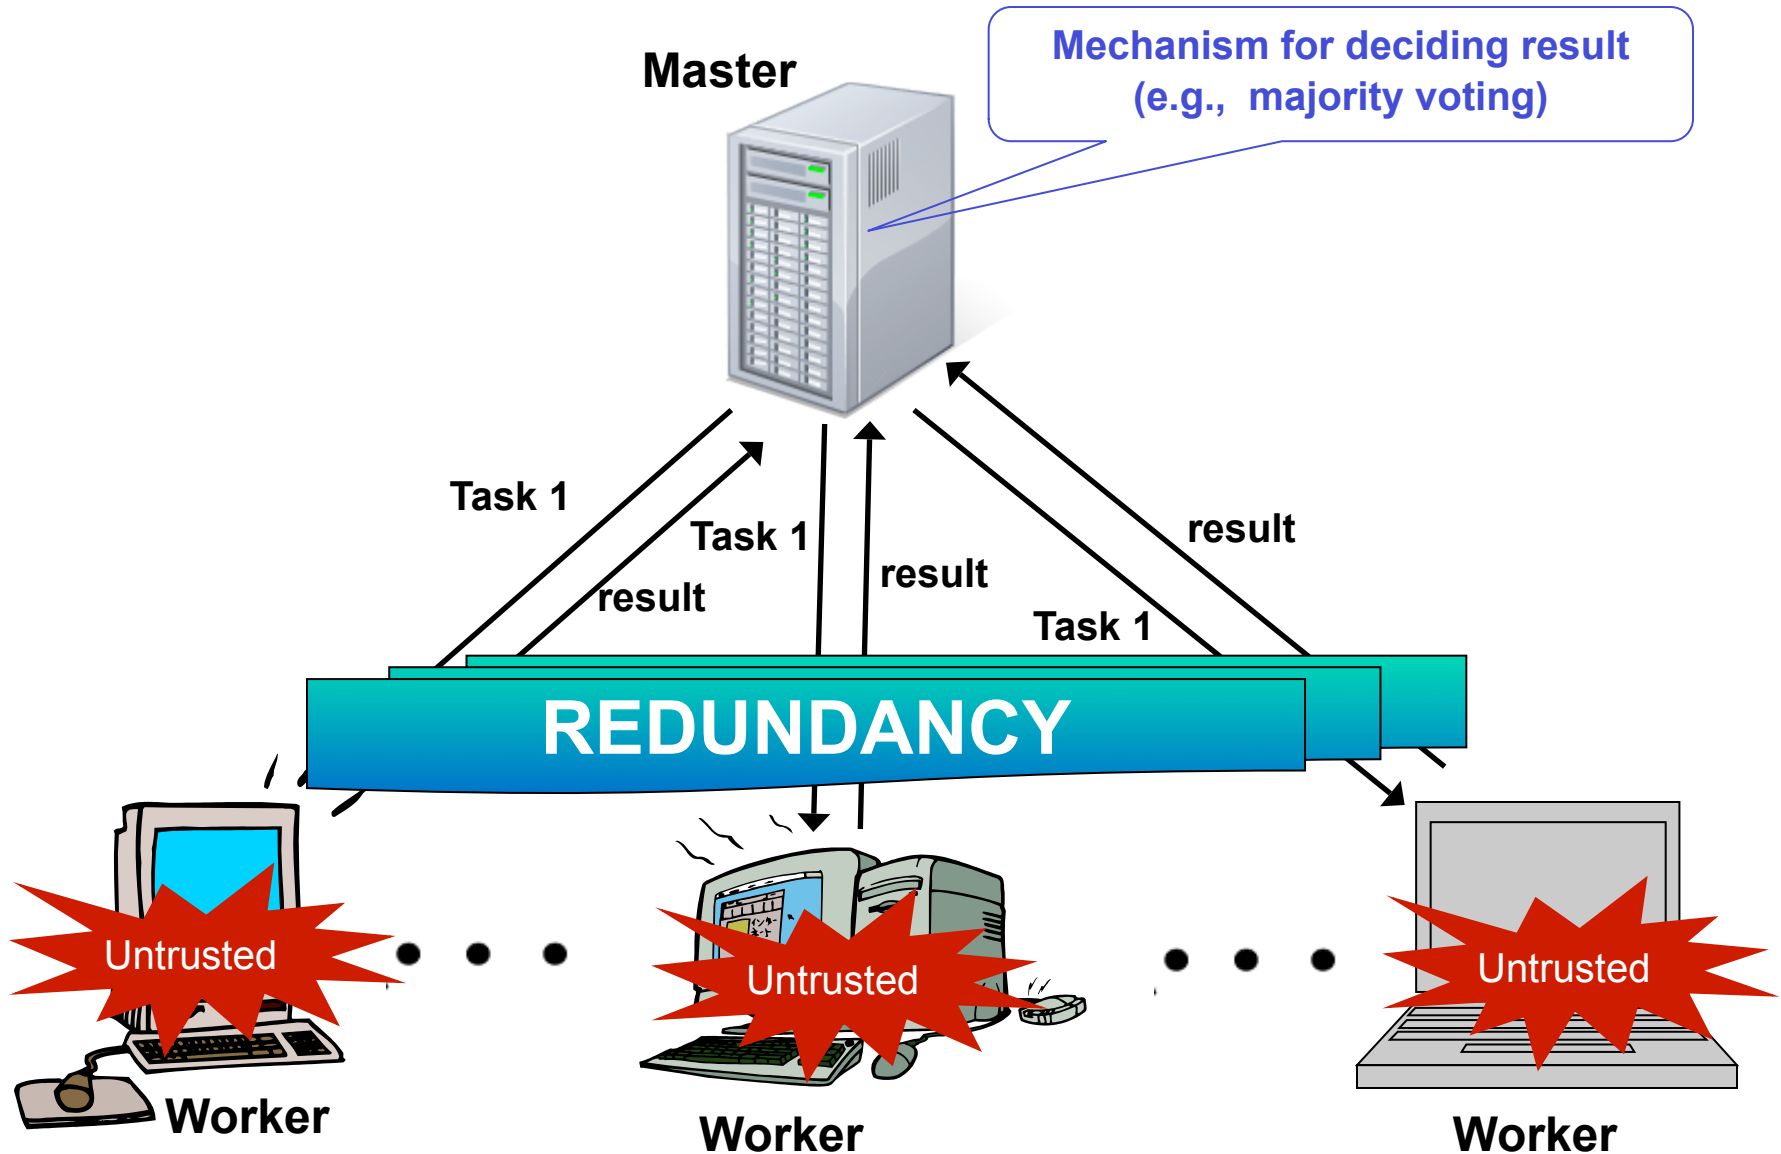 Mechanism for deciding result
(e.g., majority voting)
Master
Task 1
Task 1
result
result
result
Task 1
REDUNDANCY
Untrusted
Untrusted
Untrusted
Worker
Worker
Worker